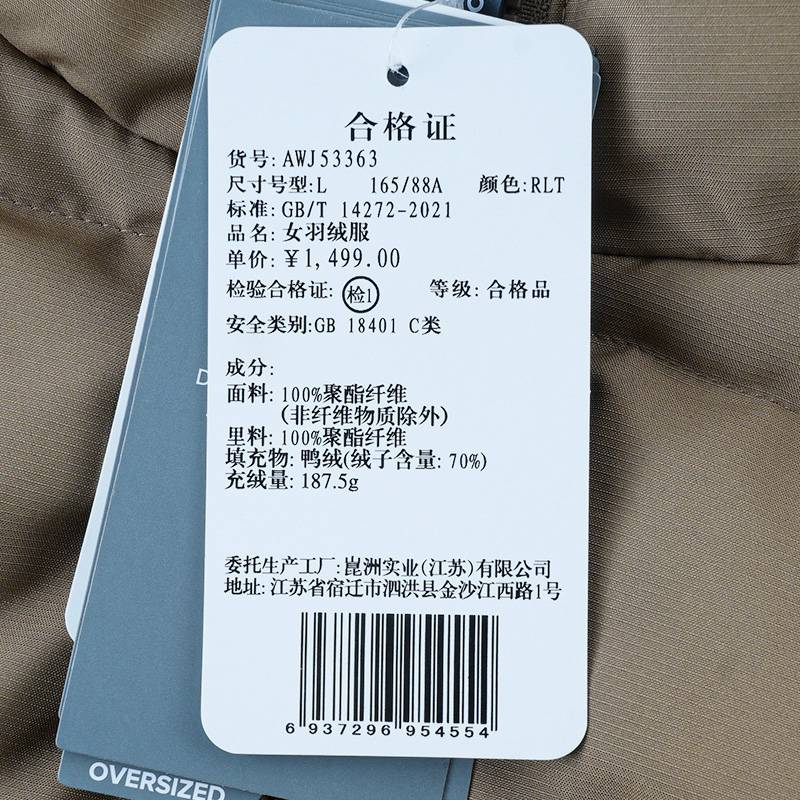 合格证
货号: AWJ53363
尺寸号型:L 165/88A 颜色:RLT
标准: GB/T 14272-2021
品名: 女羽绒服
单价: ￥1,499.00
检验合格证: 检1 等级: 合格品
安全类别:GB 18401 C类
成分:
面料: 100%聚酯纤维
(非纤维物质除外)
里料: 100%聚酯纤维
填充物: 鸭绒(绒子含量: 70%)
充绒量: 187.5g
委托生产工厂: 崑洲实业(江苏)有限公司
地址: 江苏省宿迁市泗洪县金沙江西路1号
6 937296 954554
OVERSIZED